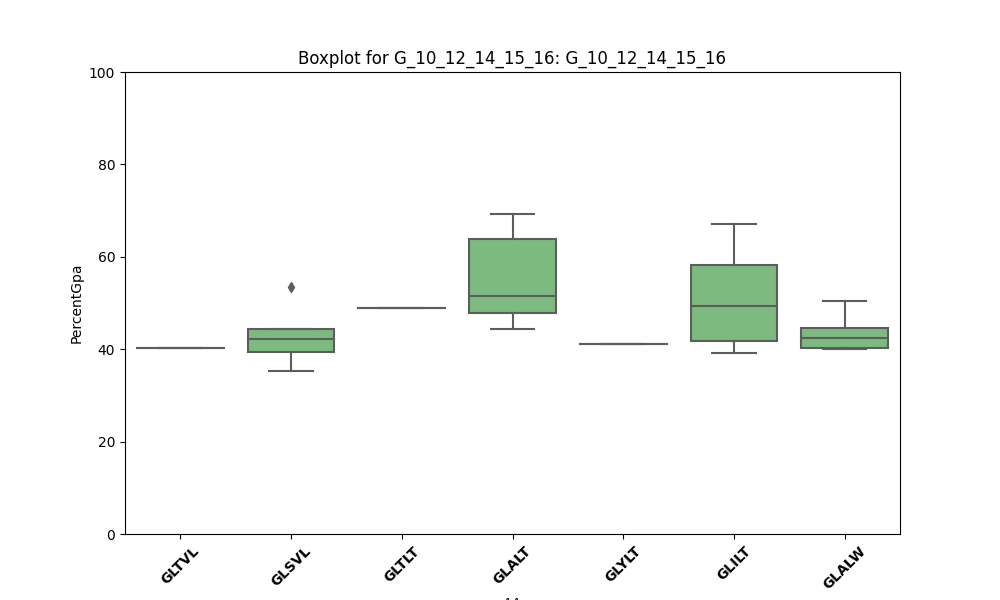 Boxplot for G_10_12_14_15_16: G_10_12_14_15_16
PercentGpa
100
80
60
40
20
0
GLTVL
GLSVL
GLTLT
GLALT
GLYLT
GLILT
GLALW